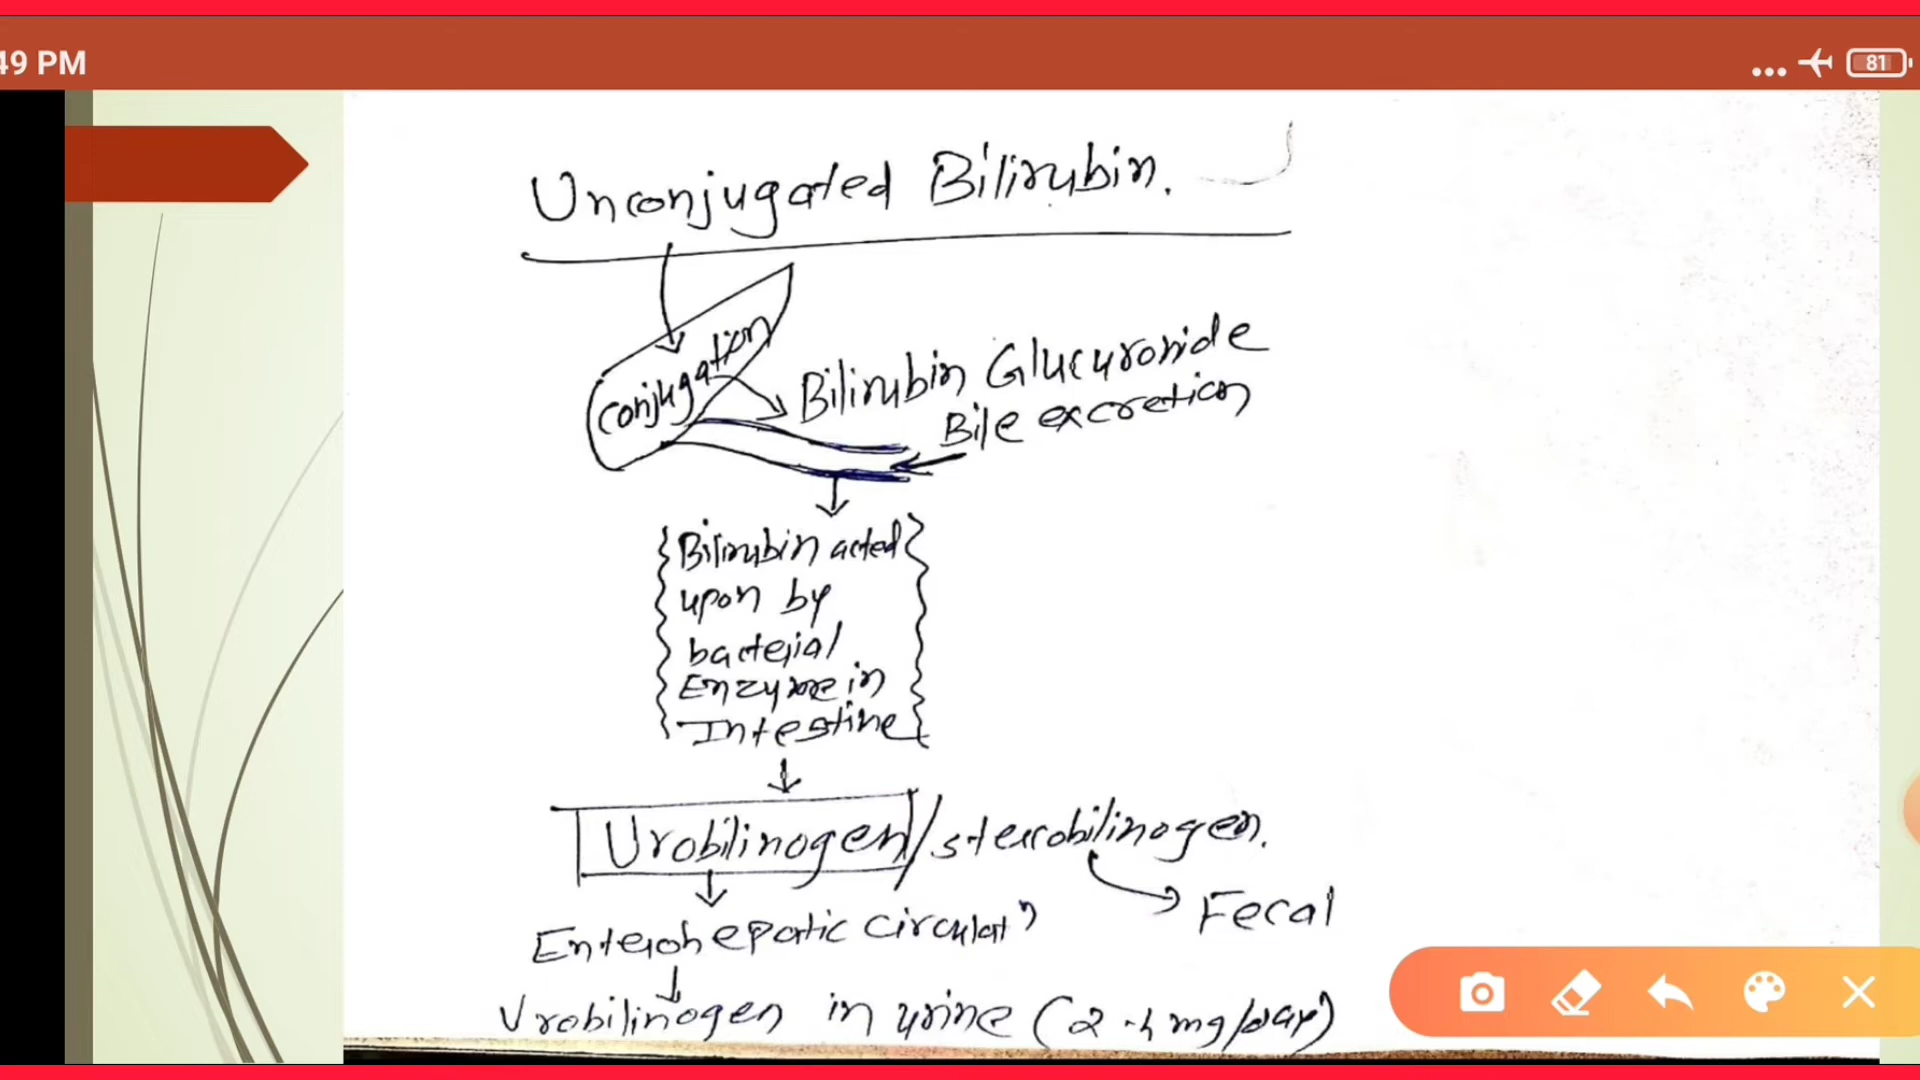 49 PM
81
Unconjugated Bilirubin.
conjugation
Bilirubin Glucuronide
Bile excretion
Bilirubin acted
upon by
bacterial
Enzyme in
Intestine
Urobilinogen/stercobilinogen.
Fecal
Enterohepatic circulatn
Urobilinogen in urine (2-4 mg/day)